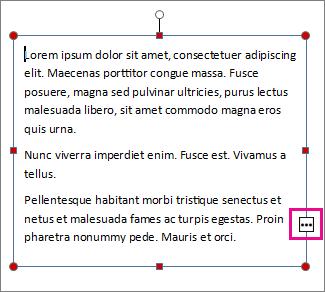 Lorem ipsum dolor sit amet, consectetuer adipiscing
elit. Maecenas porttitor congue massa. Fusce
posuere, magna sed pulvinar ultricies, purus lectus
malesuada libero, sit amet commodo magna eros
quis urna.
Nunc viverra imperdiet enim. Fusce est. Vivamus a
tellus.
Pellentesque habitant morbi tristique senectus et
netus et malesuada fames ac turpis egestas. Proin
pharetra nonummy pede. Mauris et orci.